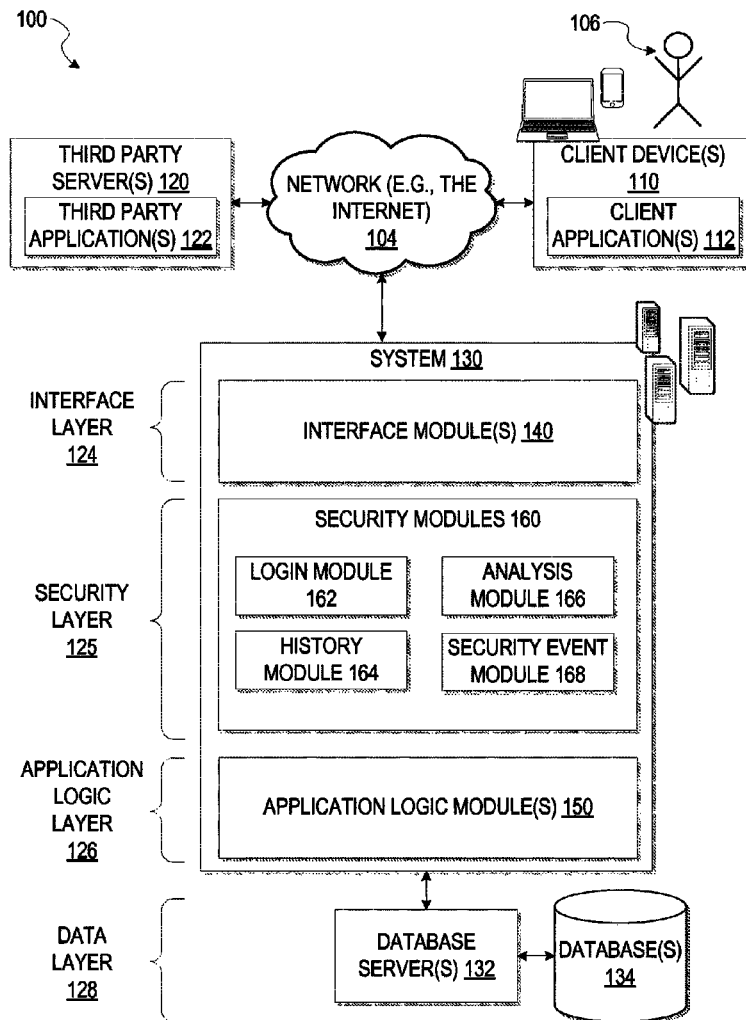 100
106
THIRD PARTY
SERVER(S) 120
THIRD PARTY
APPLICATION(S) 122
NETWORK (E.G., THE
INTERNET)
104
CLIENT DEVICE(S)
110
CLIENT
APPLICATION(S) 112
SYSTEM 130
INTERFACE
LAYER
124
INTERFACE MODULE(S) 140
SECURITY
LAYER
125
SECURITY MODULES 160
LOGIN MODULE
162
ANALYSIS
MODULE 166
HISTORY
MODULE 164
SECURITY EVENT
MODULE 168
APPLICATION
LOGIC
LAYER
126
APPLICATION LOGIC MODULE(S) 150
DATA
LAYER
128
DATABASE
SERVER(S) 132
DATABASE(S)
134